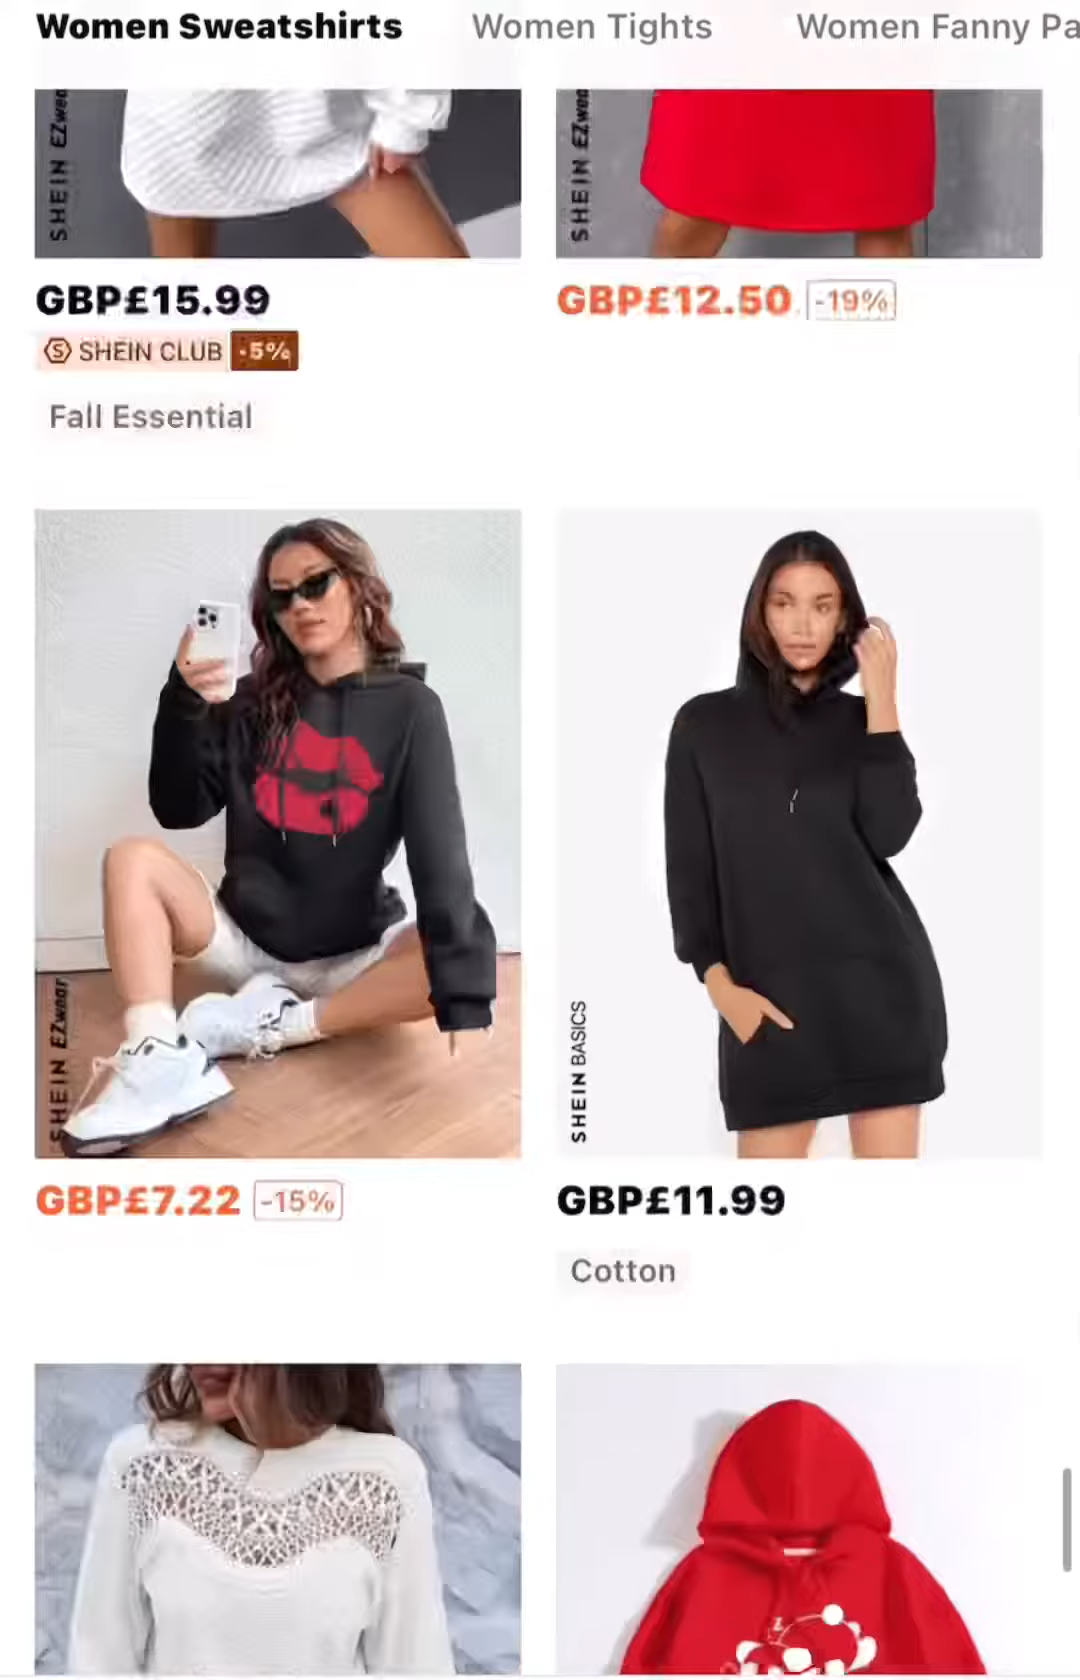 Women Sweatshirts
Women Tights
Women Fanny Pa
SHEIN EZwear
SHEIN EZwear
GBP£15.99
S SHEIN CLUB -5%
Fall Essential
GBP£12.50 -19%
SHEIN EZwear
SHEIN BASICS
GBP£7.22 -15%
GBP£11.99
Cotton